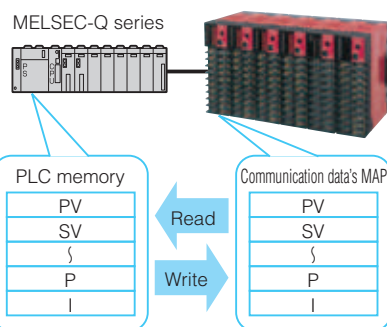 MELSEC-Q series
P
S
C
P
U
PLC memory
PV
SV
P
I
Read
Write
Communication data's MAP
PV
SV
P
I